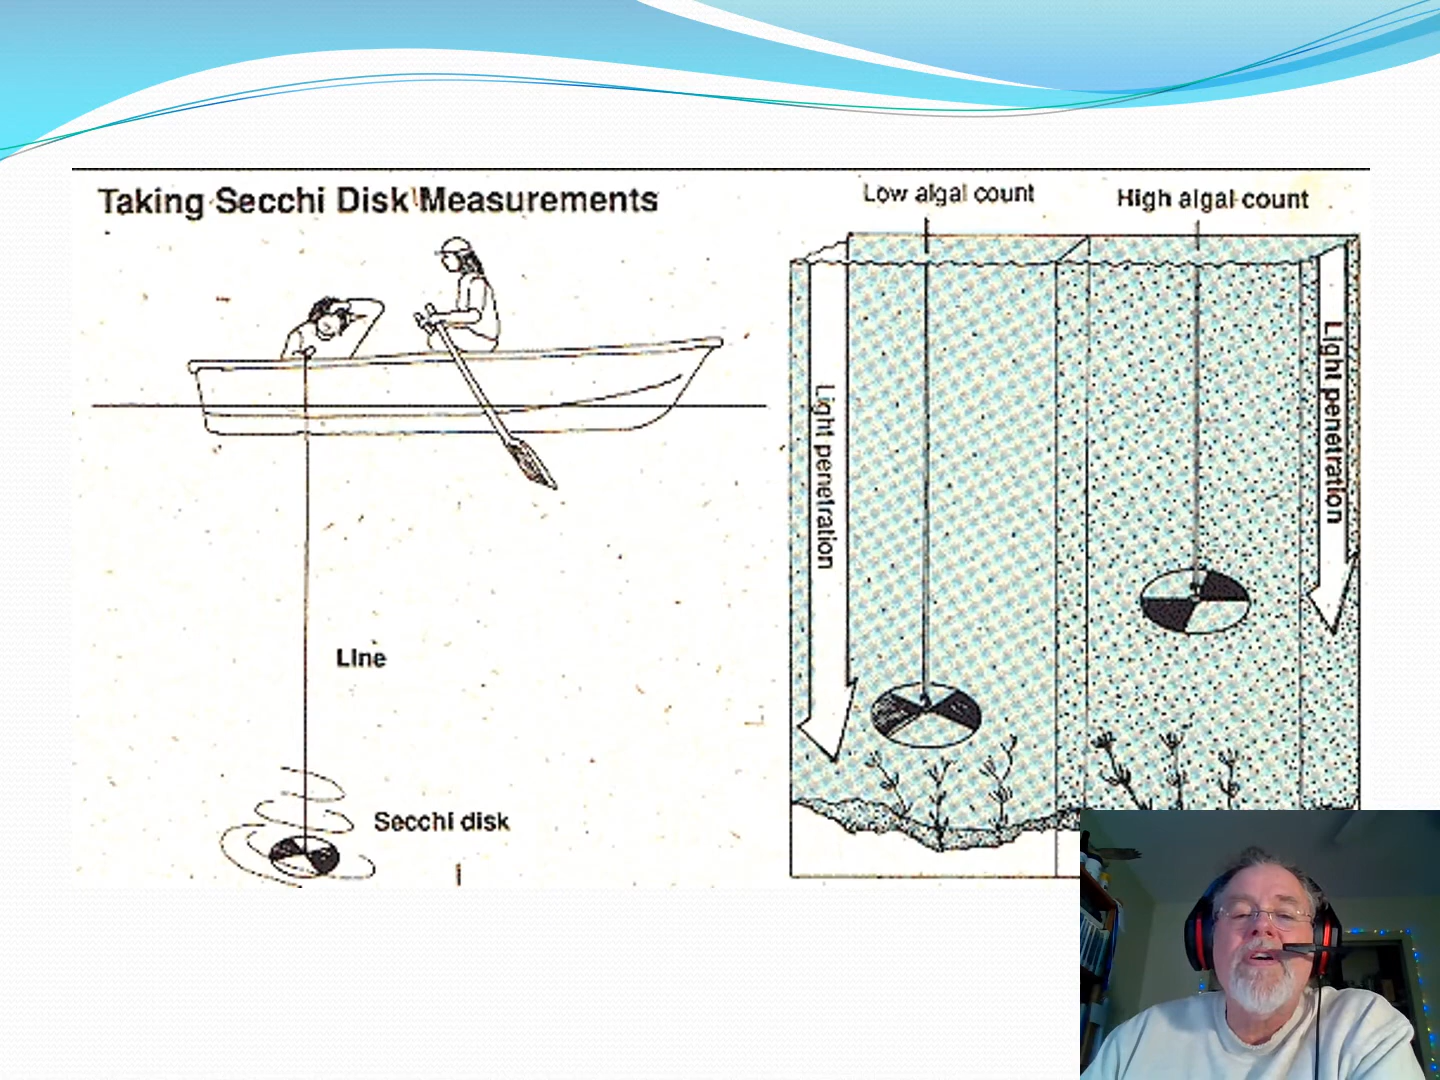 Taking Secchi Disk Measurements
Low algal count
High algal count
Light penetration
Light penetration
Line
Secchi disk